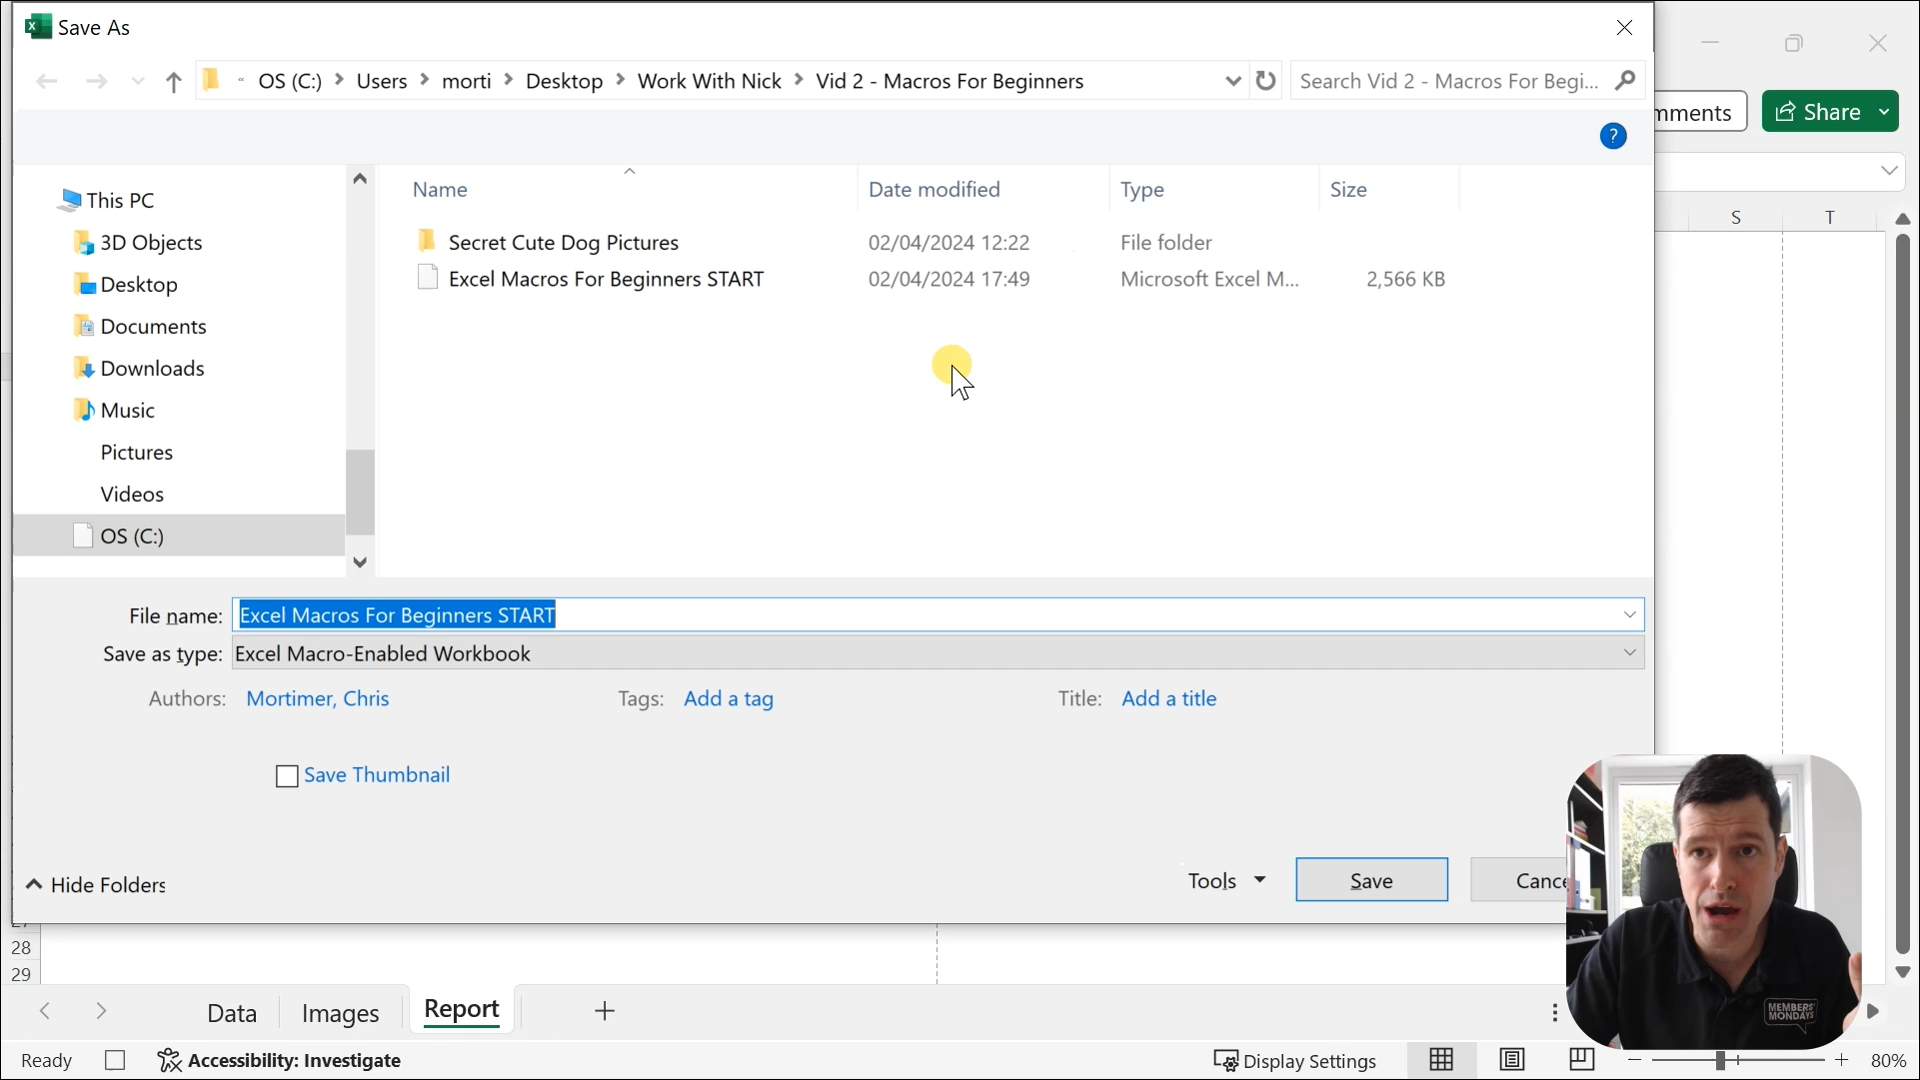 Save As
« OS (C:) > Users > morti > Desktop > Work With Nick > Vid 2 - Macros For Beginners
Search Vid 2 - Macros For Begi...
mments
Share
?
Name
Date modified
Type
Size
This PC
3D Objects
Desktop
Documents
Downloads
Music
Pictures
Videos
OS (C:)
Secret Cute Dog Pictures 02/04/2024 12:22 File folder
Excel Macros For Beginners START 02/04/2024 17:49 Microsoft Excel M... 2,566 KB
S T
File name: Excel Macros For Beginners START
Save as type: Excel Macro-Enabled Workbook
Authors: Mortimer, Chris Tags: Add a tag Title: Add a title
Save Thumbnail
Hide Folders
Tools
Save
Cance
28
29
Data Images Report +
Ready
Accessibility: Investigate
Display Settings
80%
MEMBERS'
MONDAYS